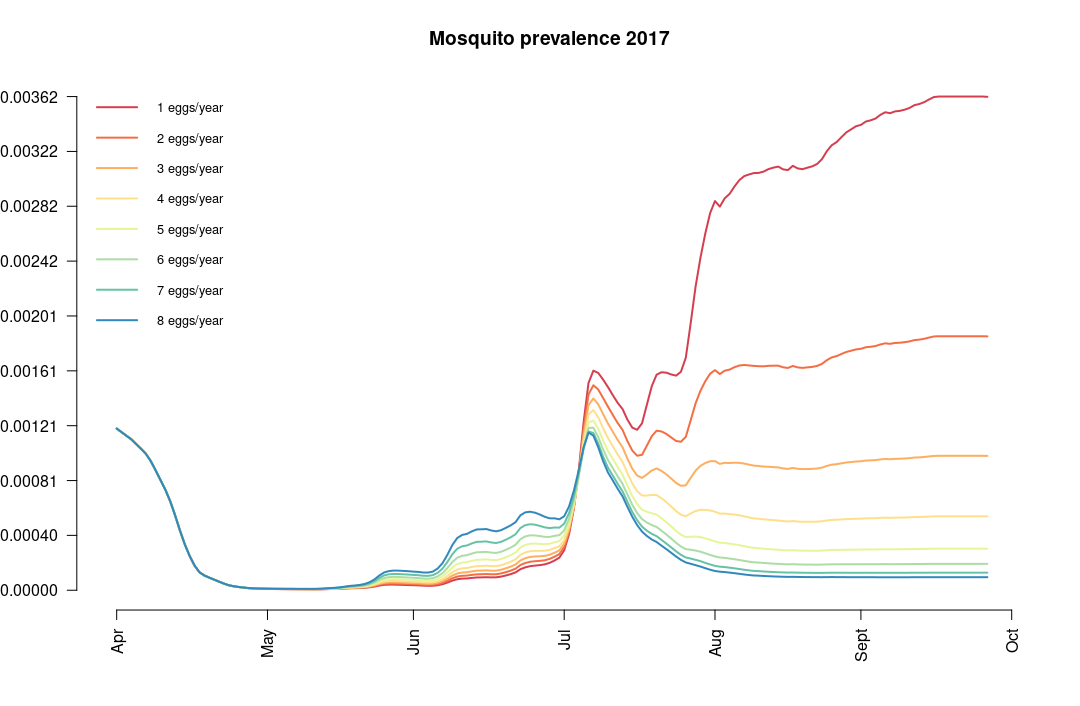 Mosquito prevalence 2017
0.00362
0.00322
0.00282
0.00242
0.00201
0.00161
0.00121
0.00081
0.00040
0.00000
1 eggs/year
2 eggs/year
3 eggs/year
4 eggs/year
5 eggs/year
6 eggs/year
7 eggs/year
8 eggs/year
Apr
May
Jun
Jul
Aug
Sept
Oct